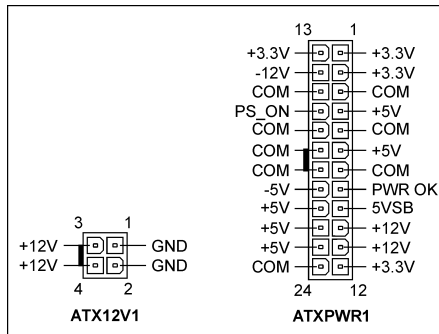 13 1
+3.3V +3.3V
-12V +3.3V
COM COM
PS_ON +5V
COM COM
COM +5V
COM COM
-5V PWR OK
+5V 5VSB
+5V +12V
+5V +12V
COM +3.3V
24 12
ATXPWR1
3 1
+12V GND
+12V GND
4 2
ATX12V1